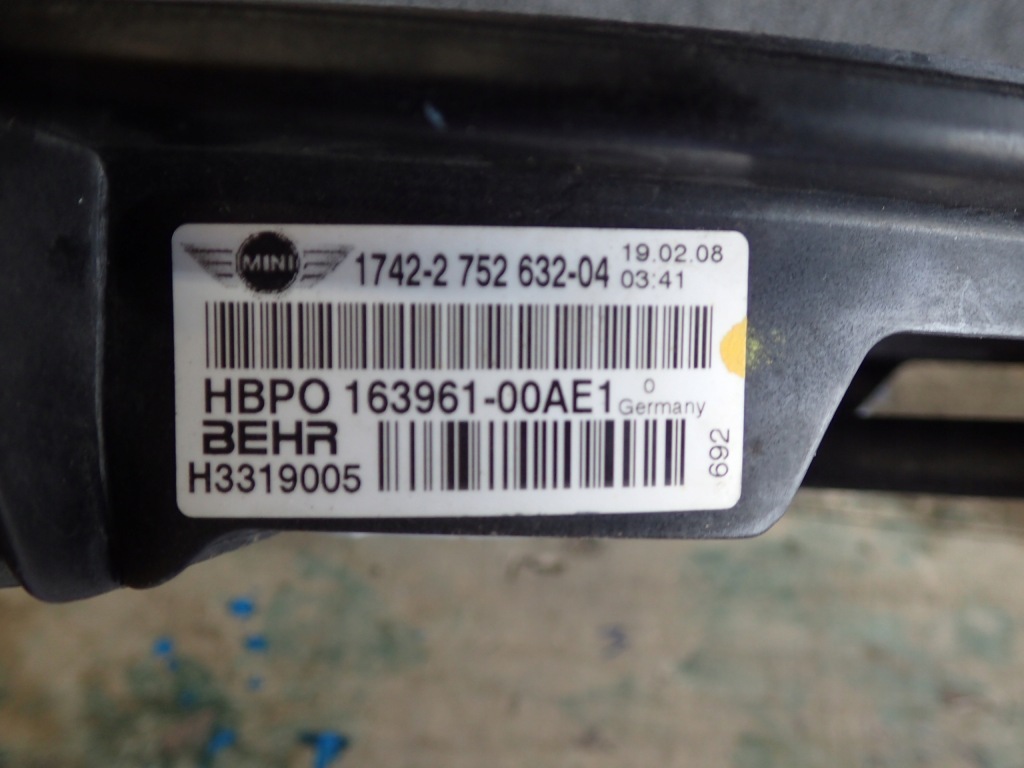 MINI 1742-2 752 632-04 19.02.08
03:41
HBPO 163961-00AE1 0
Germany
BEHR
H3319005
692